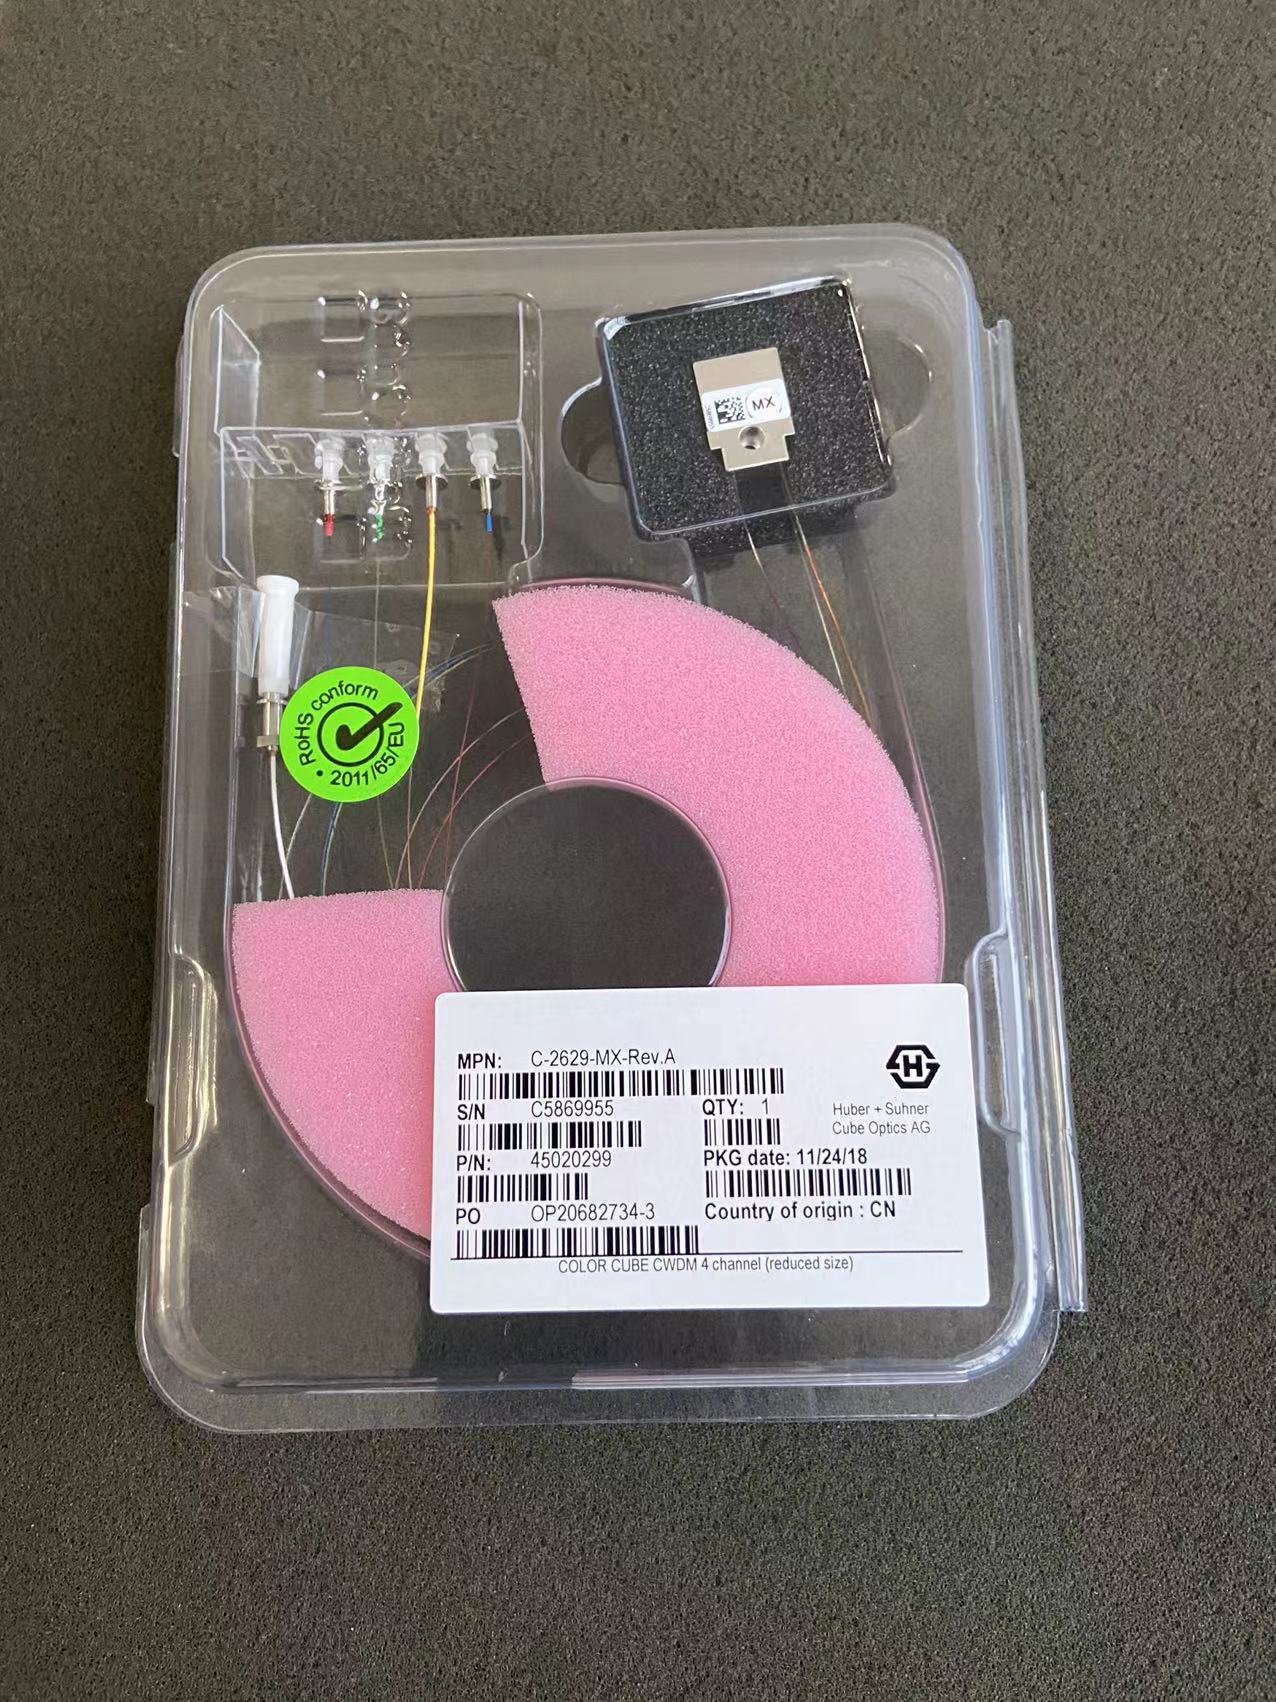 MX
RoHS conform
2011/65/EU
MPN: C-2629-MX-Rev.A
S/N C5869955
QTY: 1
Huber + Suhner
Cube Optics AG
P/N: 45020299
PKG date: 11/24/18
PO OP20682734-3
Country of origin : CN
COLOR CUBE CWDM 4 channel (reduced size)